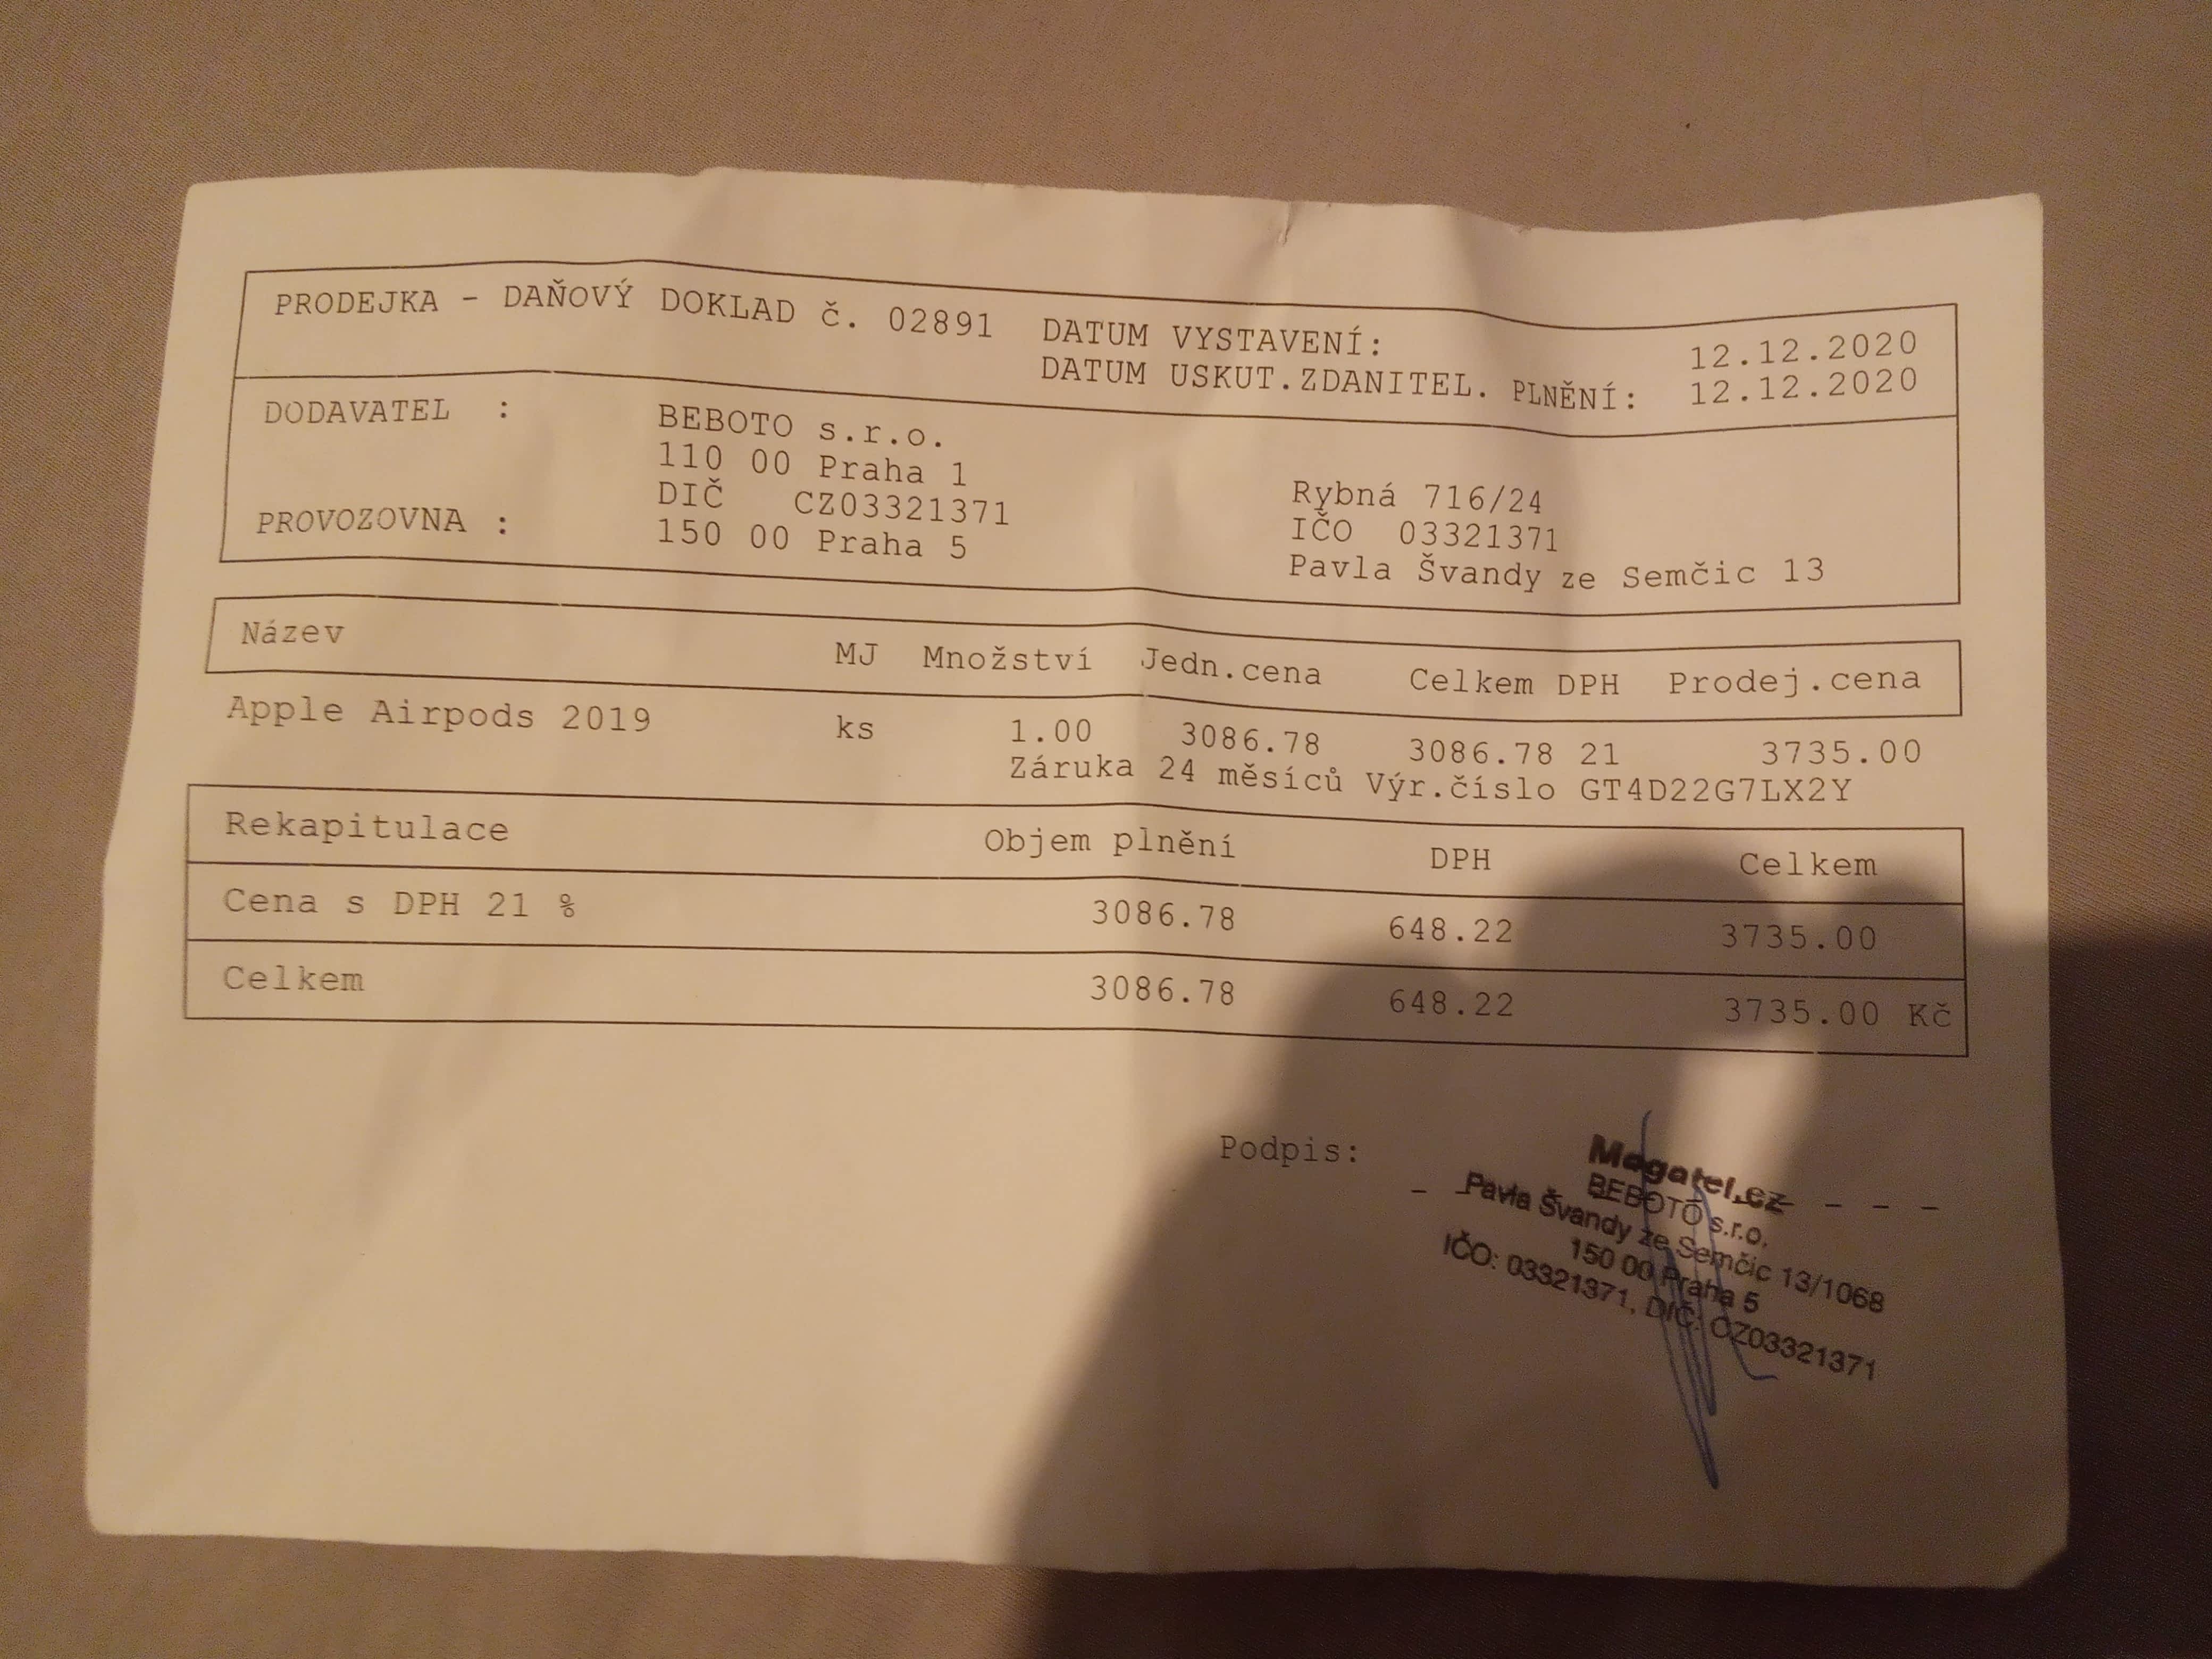 PRODEJKA - DAŇOVÝ DOKLAD č. 02891 DATUM VYSTAVENÍ: 12.12.2020
DATUM USKUT.ZDANITEL. PLNĚNÍ: 12.12.2020
DODAVATEL : BEBOTO s.r.o.
110 00 Praha 1 Rybná 716/24
DIČ CZ03321371 IČO 03321371
PROVOZOVNA : 150 00 Praha 5 Pavla Švandy ze Semčic 13
Název MJ Množství Jedn.cena Celkem DPH Prodej.cena
Apple Airpods 2019 ks 1.00 3086.78 3086.78 21 3735.00
Záruka 24 měsíců Výr.číslo GT4D22G7LX2Y
Rekapitulace Objem plnění DPH Celkem
Cena s DPH 21 % 3086.78 648.22 3735.00
Celkem 3086.78 648.22 3735.00 Kč
Podpis:
Megatel.cz
BEBOTO s.r.o.
Pavla Švandy ze Semčic 13/1068
150 00 Praha 5
IČO: 03321371, DIČ: CZ03321371